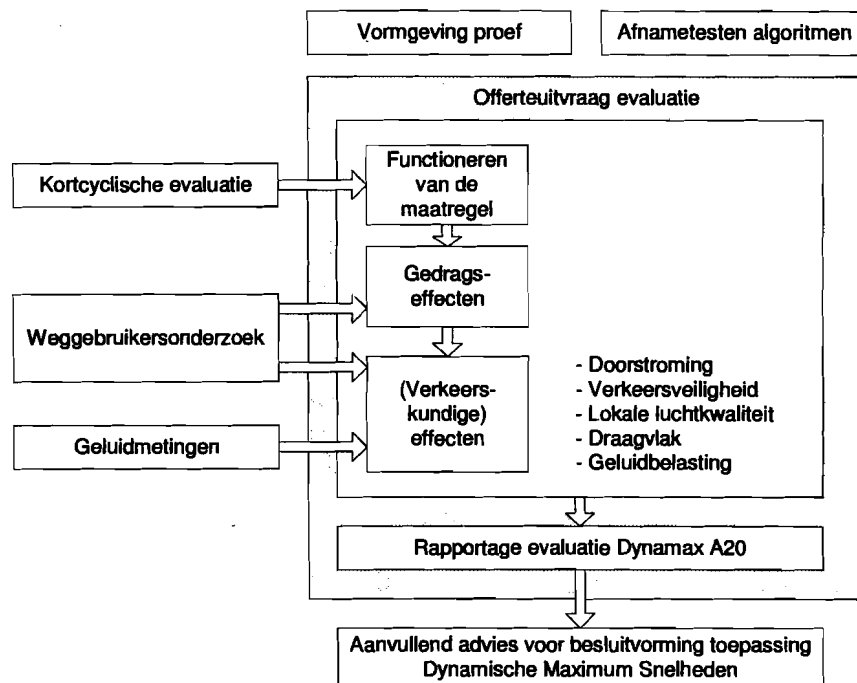 Vormgeving proef
Afnametesten algoritmen
Offerteuitvraag evaluatie
Kortcyclische evaluatie
Functioneren
van de
maatregel
Gedrags-
effecten
Weggebruikersonderzoek
(Verkeers-
kundige)
effecten
Geluidmetingen
- Doorstroming
- Verkeersveiligheid
- Lokale luchtkwaliteit
- Draagvlak
- Geluidbelasting
Rapportage evaluatie Dynamax A20
Aanvullend advies voor besluitvorming toepassing
Dynamische Maximum Snelheden